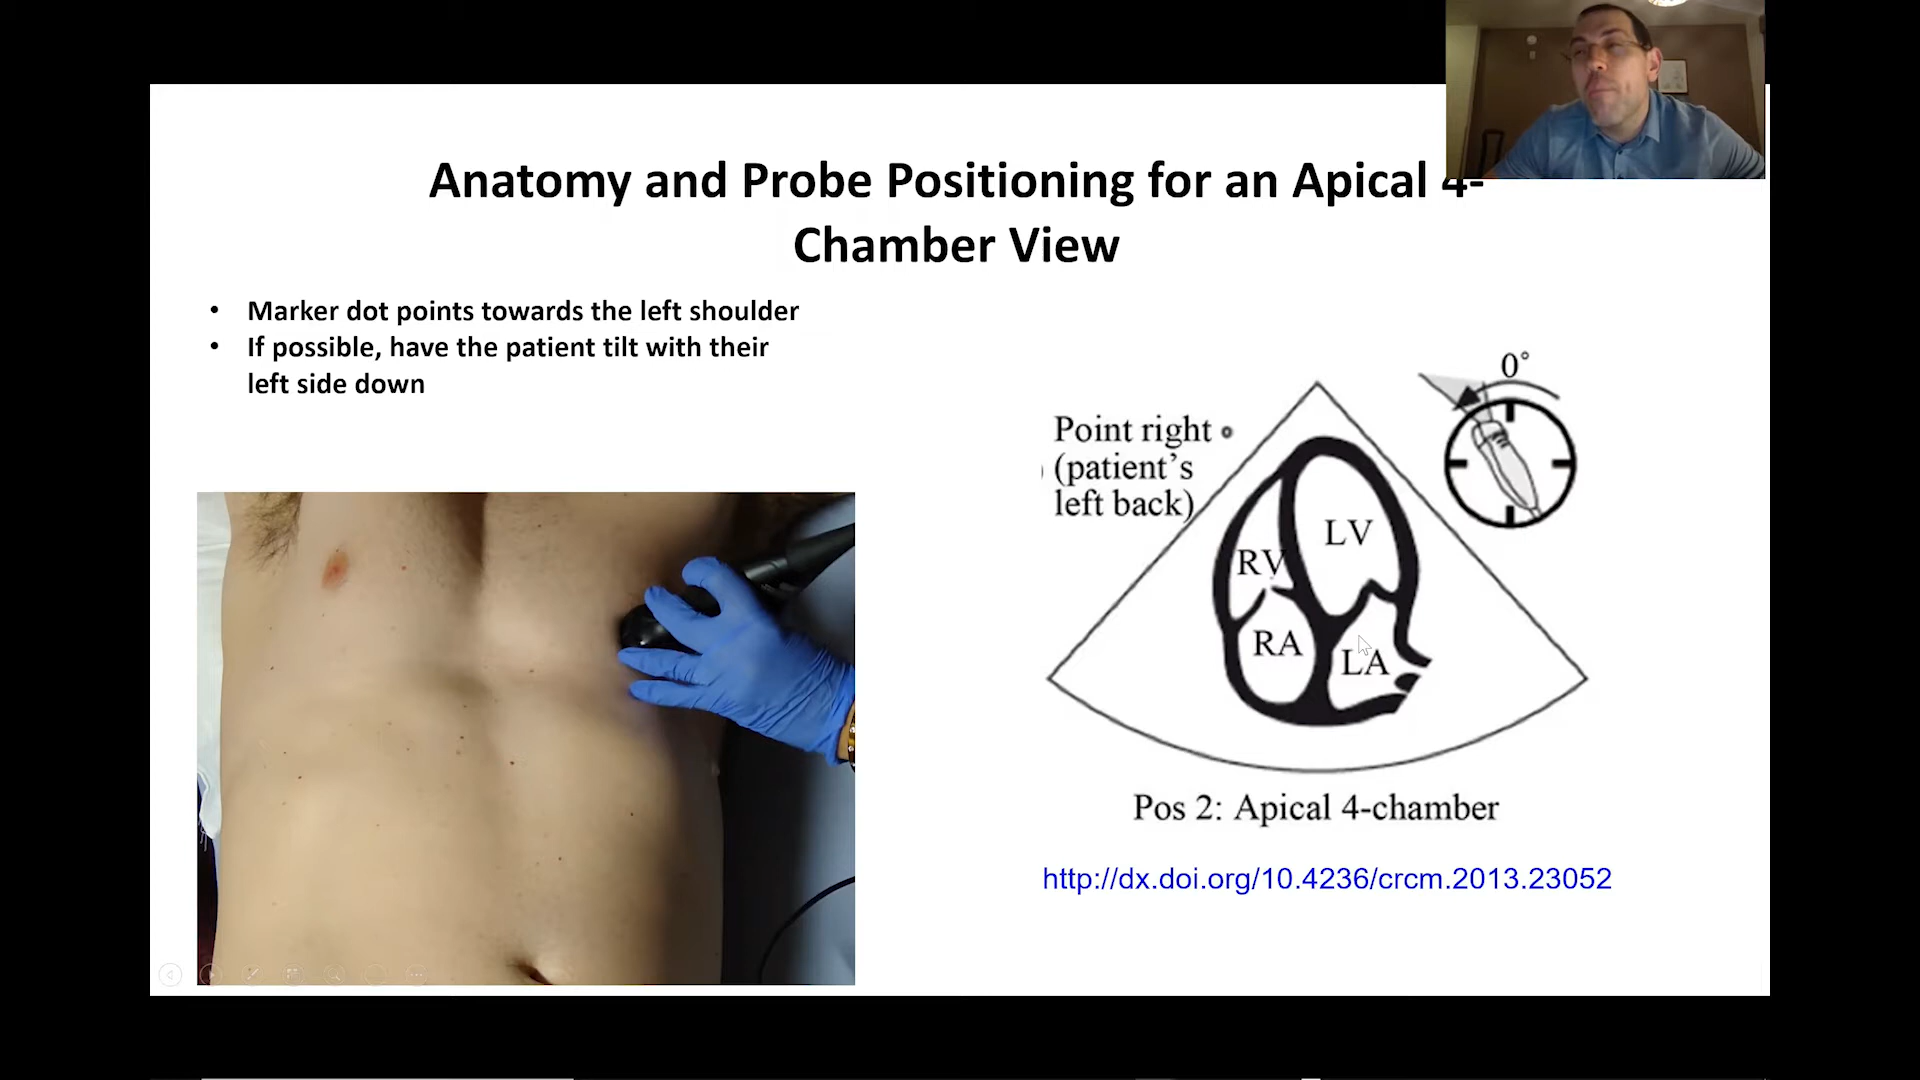 Anatomy and Probe Positioning for an Apical 4-
Chamber View
• Marker dot points towards the left shoulder
• If possible, have the patient tilt with their
left side down
0°
Point right
(patient's
left back)
LV
RV
RA
LA
Pos 2: Apical 4-chamber
http://dx.doi.org/10.4236/crcm.2013.23052